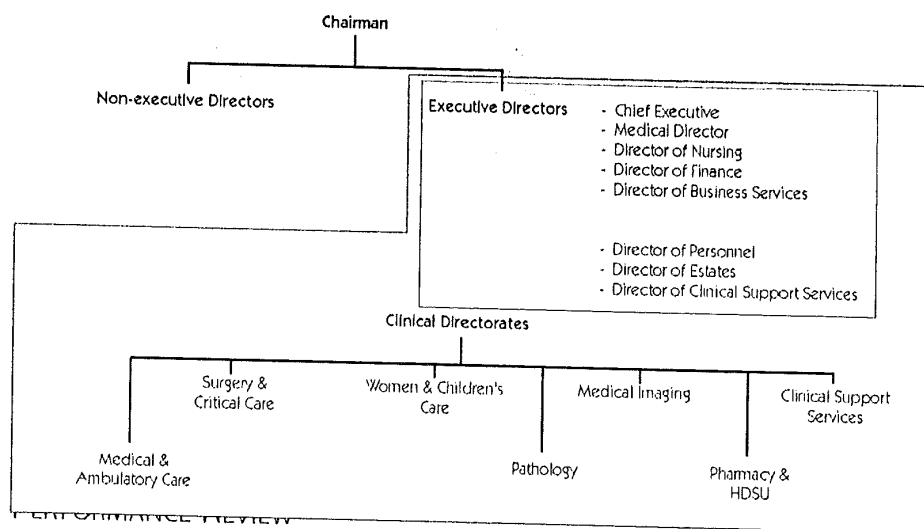 Chairman
Non-executive Directors
Executive Directors
- Chief Executive
- Medical Director
- Director of Nursing
- Director of Finance
- Director of Business Services
- Director of Personnel
- Director of Estates
- Director of Clinical Support Services
Clinical Directorates
Surgery &
Critical Care
Women & Children's
Care
Medical Imaging
Clinical Support
Services
Medical &
Ambulatory Care
Pathology
Pharmacy &
HDSU
PERFORMANCE REVIEW